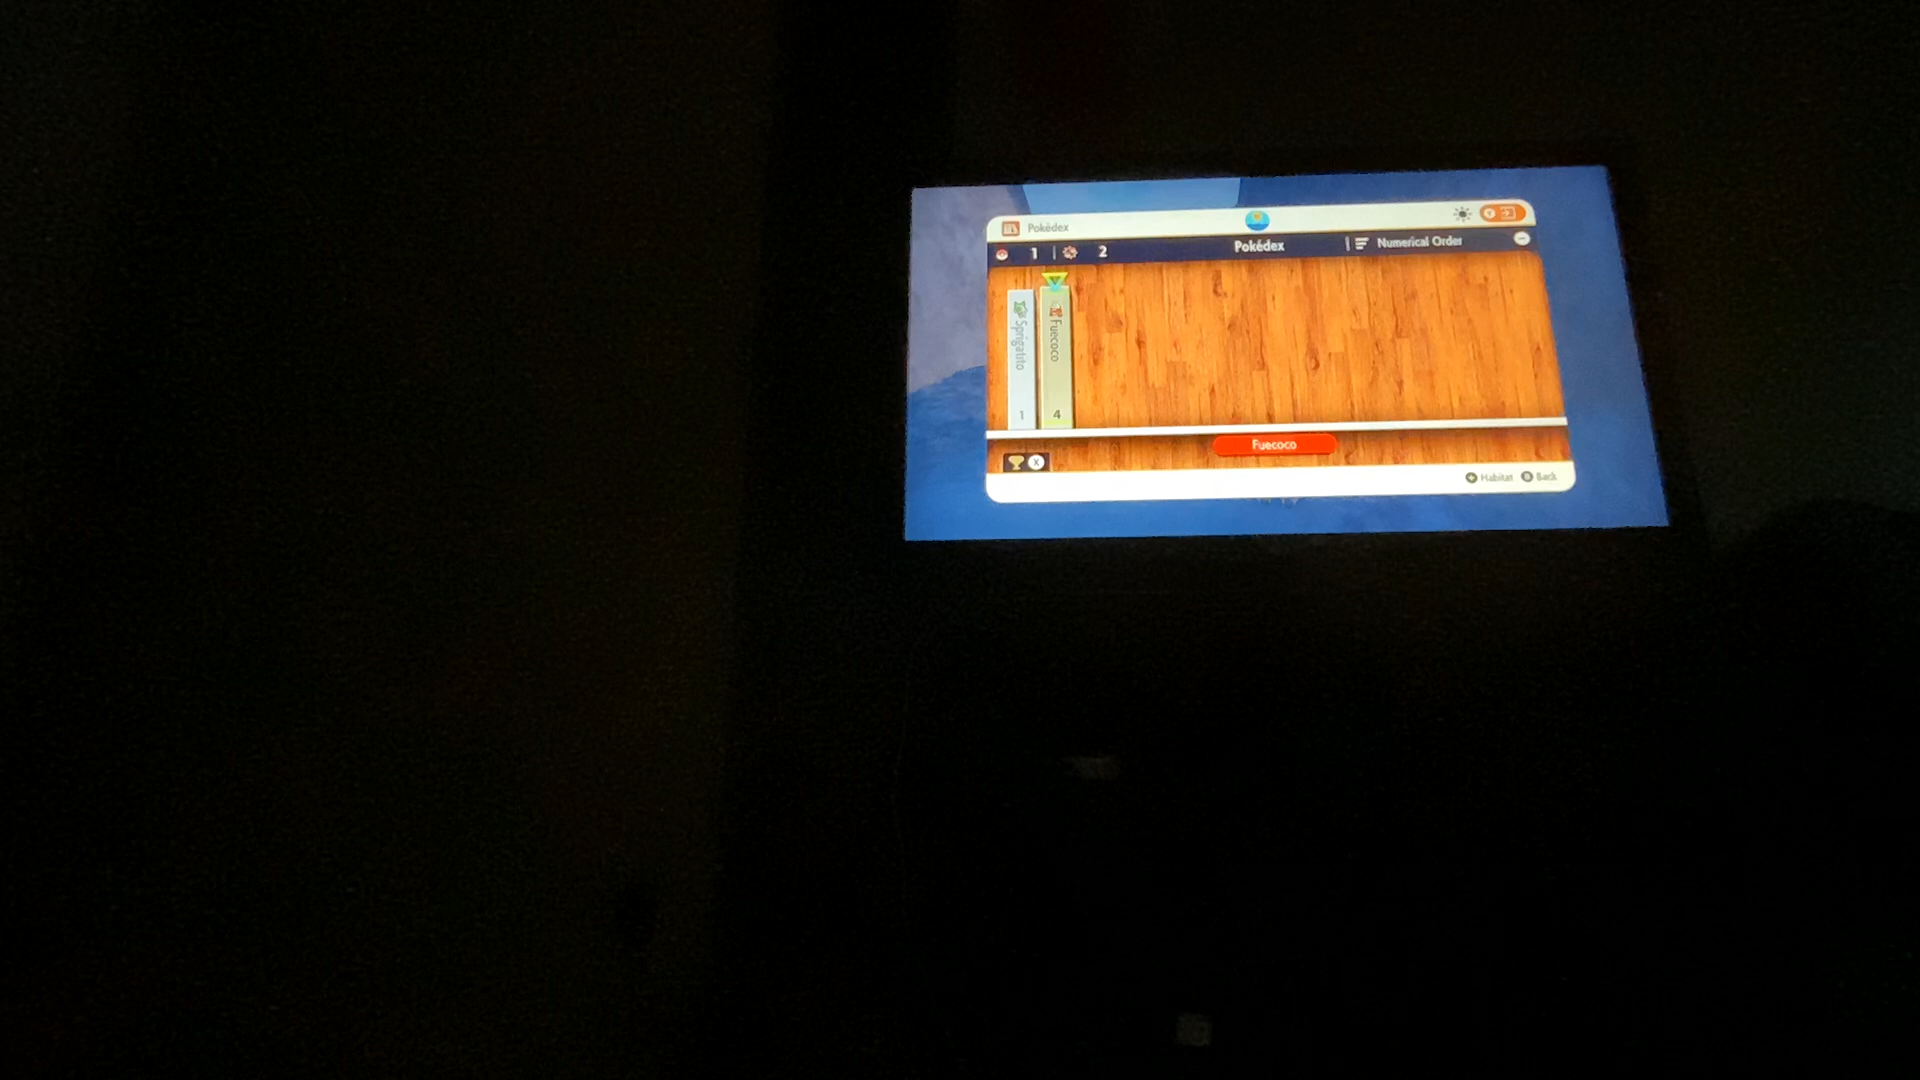 Pokédex
Y
1 2 Pokédex Numerical Order
Sprigatito 1
Fuecoco 4
Fuecoco
X
Habitat B Back